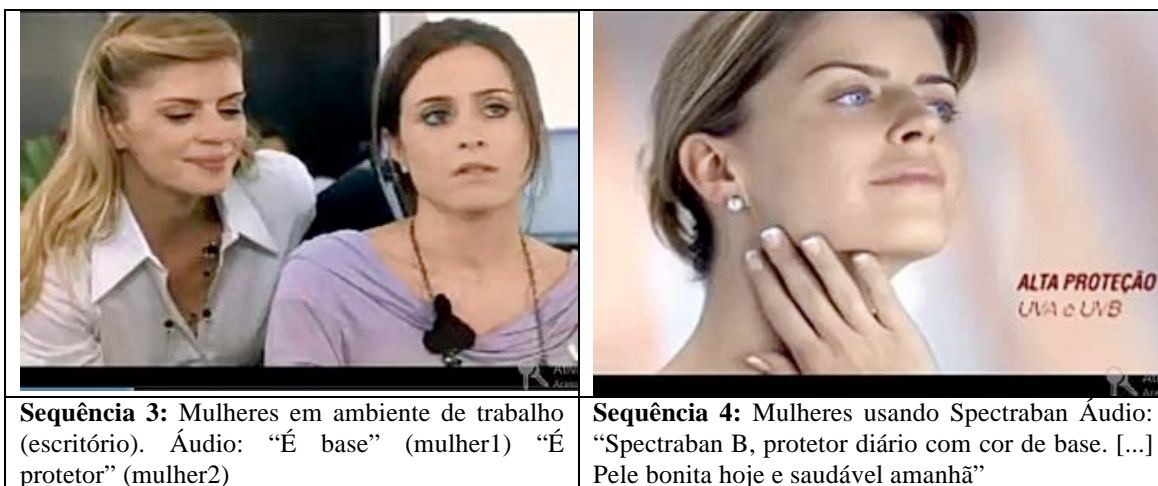 ALTA PROTEÇÃO
UVA e UVB
Sequência 3: Mulheres em ambiente de trabalho
(escritório). Áudio: “É base” (mulher1) “É
protetor” (mulher2)
Sequência 4: Mulheres usando Spectraban Áudio:
“Spectraban B, protetor diário com cor de base. [...]
Pele bonita hoje e saudável amanhã”